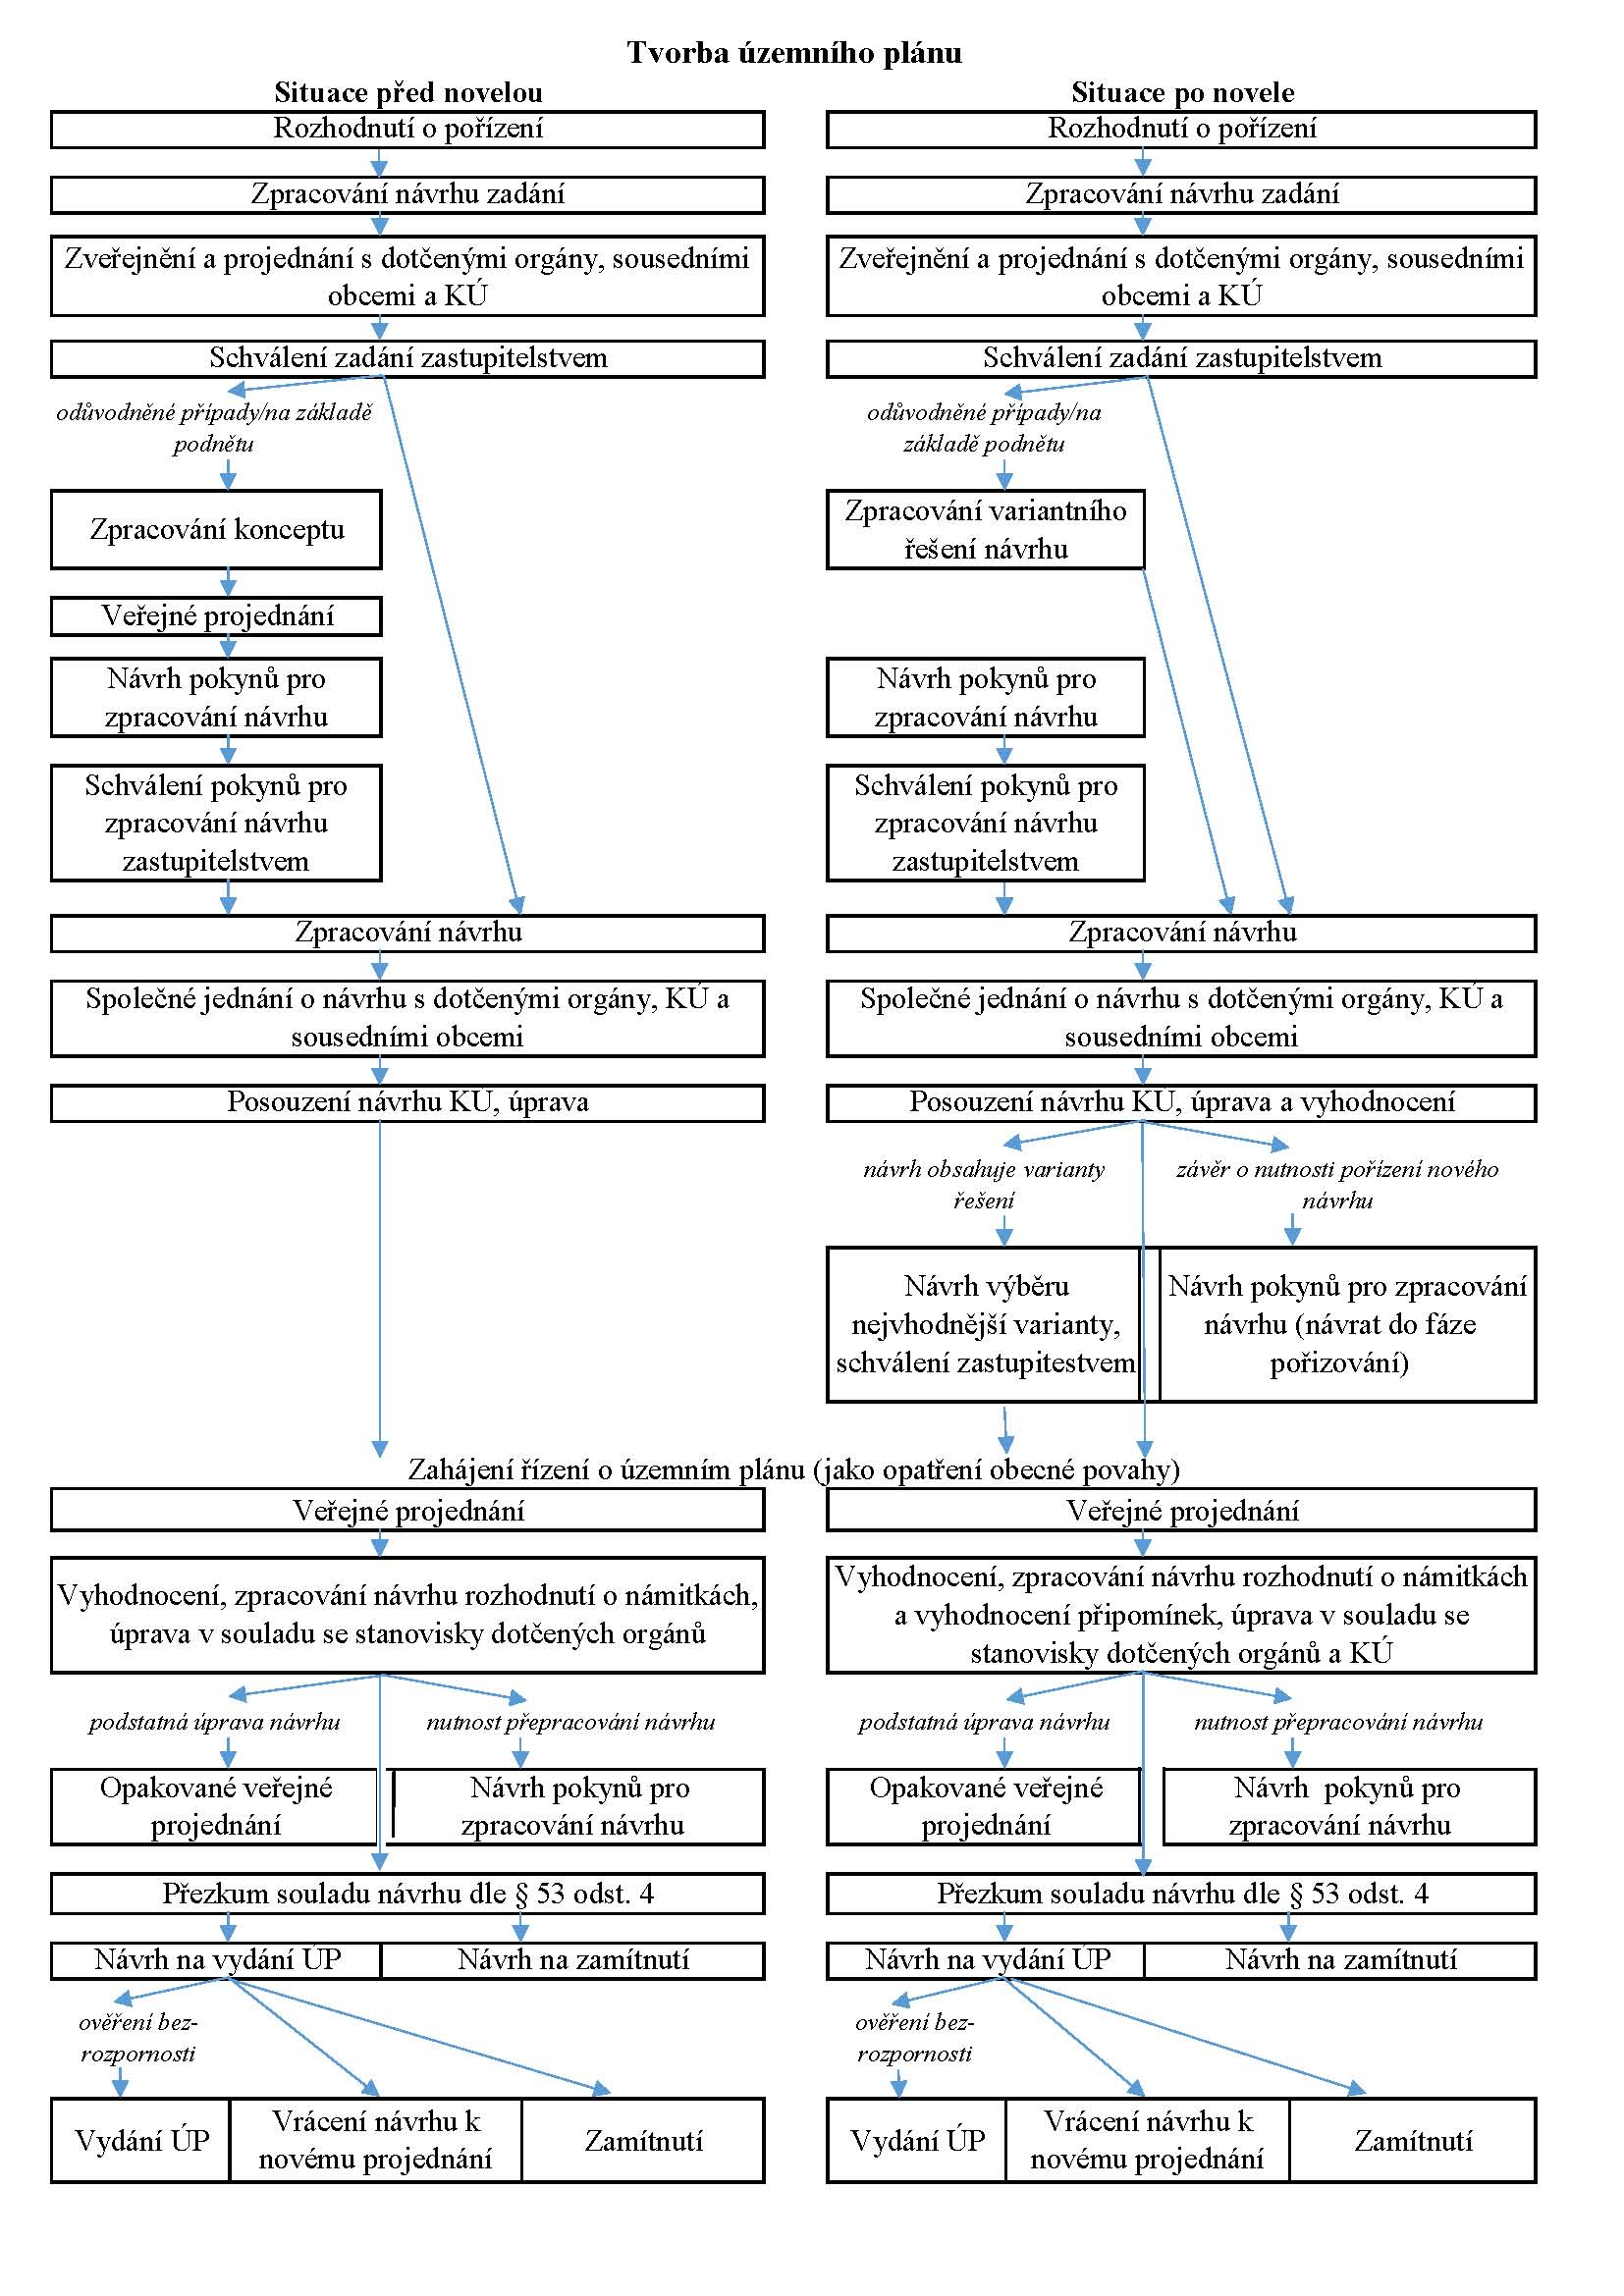 Tvorba územního plánu
Situace před novelou
Rozhodnutí o pořízení
Zpracování návrhu zadání
Zveřejnění a projednání s dotčenými orgány, sousedními
obcemi a KÚ
Schválení zadání zastupitelstvem
odůvodněné případy/na základě
podnětu
Zpracování konceptu
Veřejné projednání
Návrh pokynů pro
zpracování návrhu
Schválení pokynů pro
zpracování návrhu
zastupitelstvem
Zpracování návrhu
Společné jednání o návrhu s dotčenými orgány, KÚ a
sousedními obcemi
Posouzení návrhu KÚ, úprava
Situace po novele
Rozhodnutí o pořízení
Zpracování návrhu zadání
Zveřejnění a projednání s dotčenými orgány, sousedními
obcemi a KÚ
Schválení zadání zastupitelstvem
odůvodněné případy/na
základě podnětu
Zpracování variantního
řešení návrhu
Návrh pokynů pro
zpracování návrhu
Schválení pokynů pro
zpracování návrhu
zastupitelstvem
Zpracování návrhu
Společné jednání o návrhu s dotčenými orgány, KÚ a
sousedními obcemi
Posouzení návrhu KÚ, úprava a vyhodnocení
návrh obsahuje varianty
řešení
závěr o nutnosti pořízení nového
návrhu
Návrh výběru
nejvhodnější varianty,
schválení zastupitestvem
Návrh pokynů pro zpracování
návrhu (návrat do fáze
pořizování)
Zahájení řízení o územním plánu (jako opatření obecné povahy)
Veřejné projednání
Vyhodnocení, zpracování návrhu rozhodnutí o námitkách,
úprava v souladu se stanovisky dotčených orgánů
podstatná úprava návrhu
nutnost přepracování návrhu
Opakované veřejné
projednání
Návrh pokynů pro
zpracování návrhu
Přezkum souladu návrhu dle § 53 odst. 4
Návrh na vydání ÚP
Návrh na zamítnutí
ověření bez-
rozpornosti
Vydání ÚP
Vrácení návrhu k
novému projednání
Zamítnutí
Veřejné projednání
Vyhodnocení, zpracování návrhu rozhodnutí o námitkách
a vyhodnocení připomínek, úprava v souladu se
stanovisky dotčených orgánů a KÚ
podstatná úprava návrhu
nutnost přepracování návrhu
Opakované veřejné
projednání
Návrh pokynů pro
zpracování návrhu
Přezkum souladu návrhu dle § 53 odst. 4
Návrh na vydání ÚP
Návrh na zamítnutí
ověření bez-
rozpornosti
Vydání ÚP
Vrácení návrhu k
novému projednání
Zamítnutí